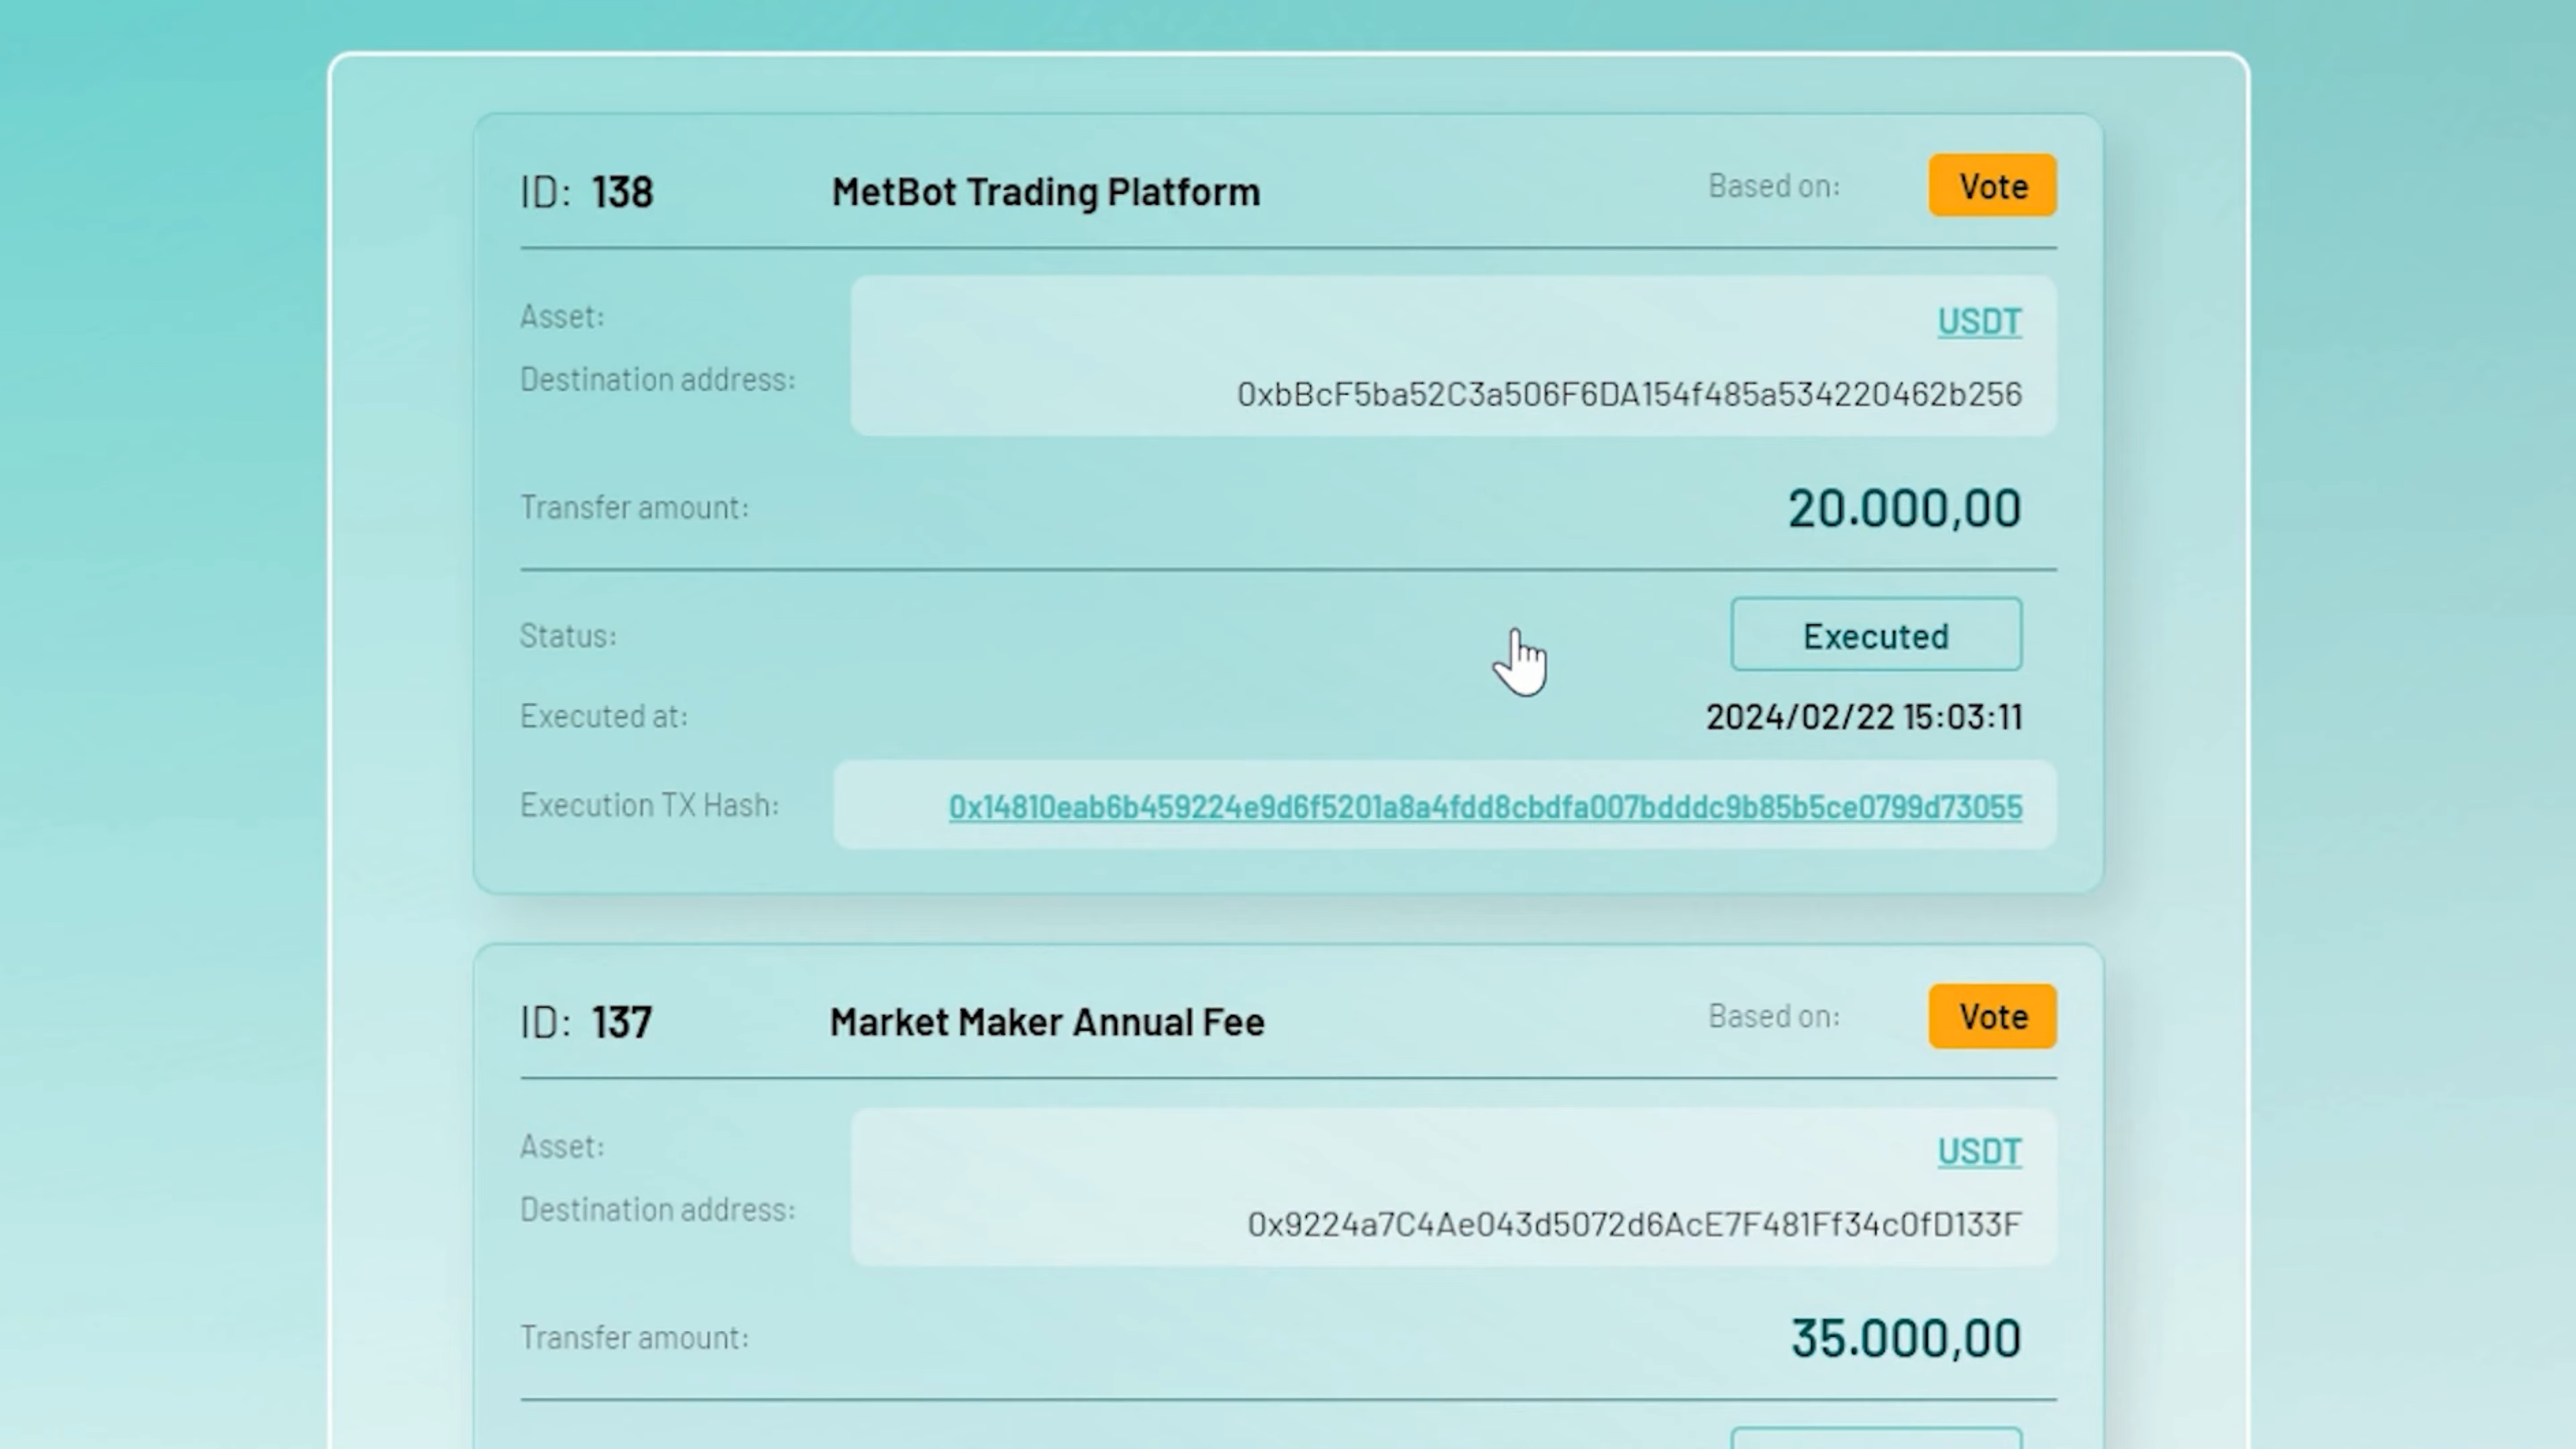 ID: 138 MetBot Trading Platform Based on: Vote
Asset: USDT
Destination address: 0xbBcF5ba52C3a506F6DA154f485a534220462b256
Transfer amount: 20.000,00
Status: Executed
Executed at: 2024/02/22 15:03:11
Execution TX Hash: 0x14810eab6b459224e9d6f5201a8a4fdd8cbdfa007bdddc9b85b5ce0799d73055
ID: 137 Market Maker Annual Fee Based on: Vote
Asset: USDT
Destination address: 0x9224a7C4Ae043d5072d6AcE7F481Ff34c0fD133F
Transfer amount: 35.000,00